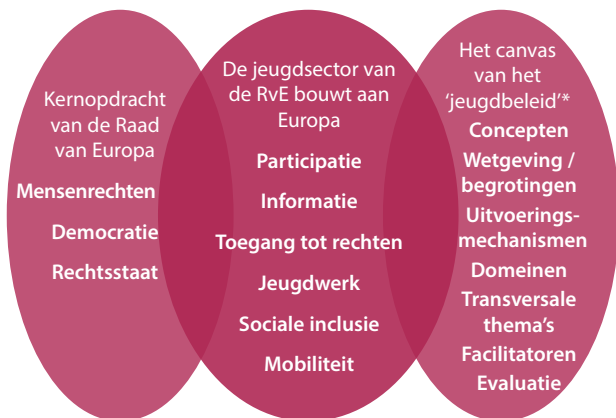 Kernopdracht
van de Raad
van Europa
Mensenrechten
Democratie
Rechtsstaat
De jeugdsector van
de RvE bouwt aan
Europa
Participatie
Informatie
Toegang tot rechten
Jeugdwerk
Sociale inclusie
Mobiliteit
Het canvas
van het
‘jeugdbeleid’*
Concepten
Wetgeving /
begrotingen
Uitvoerings-
mechanismen
Domeinen
Transversale
thema’s
Facilitatoren
Evaluatie